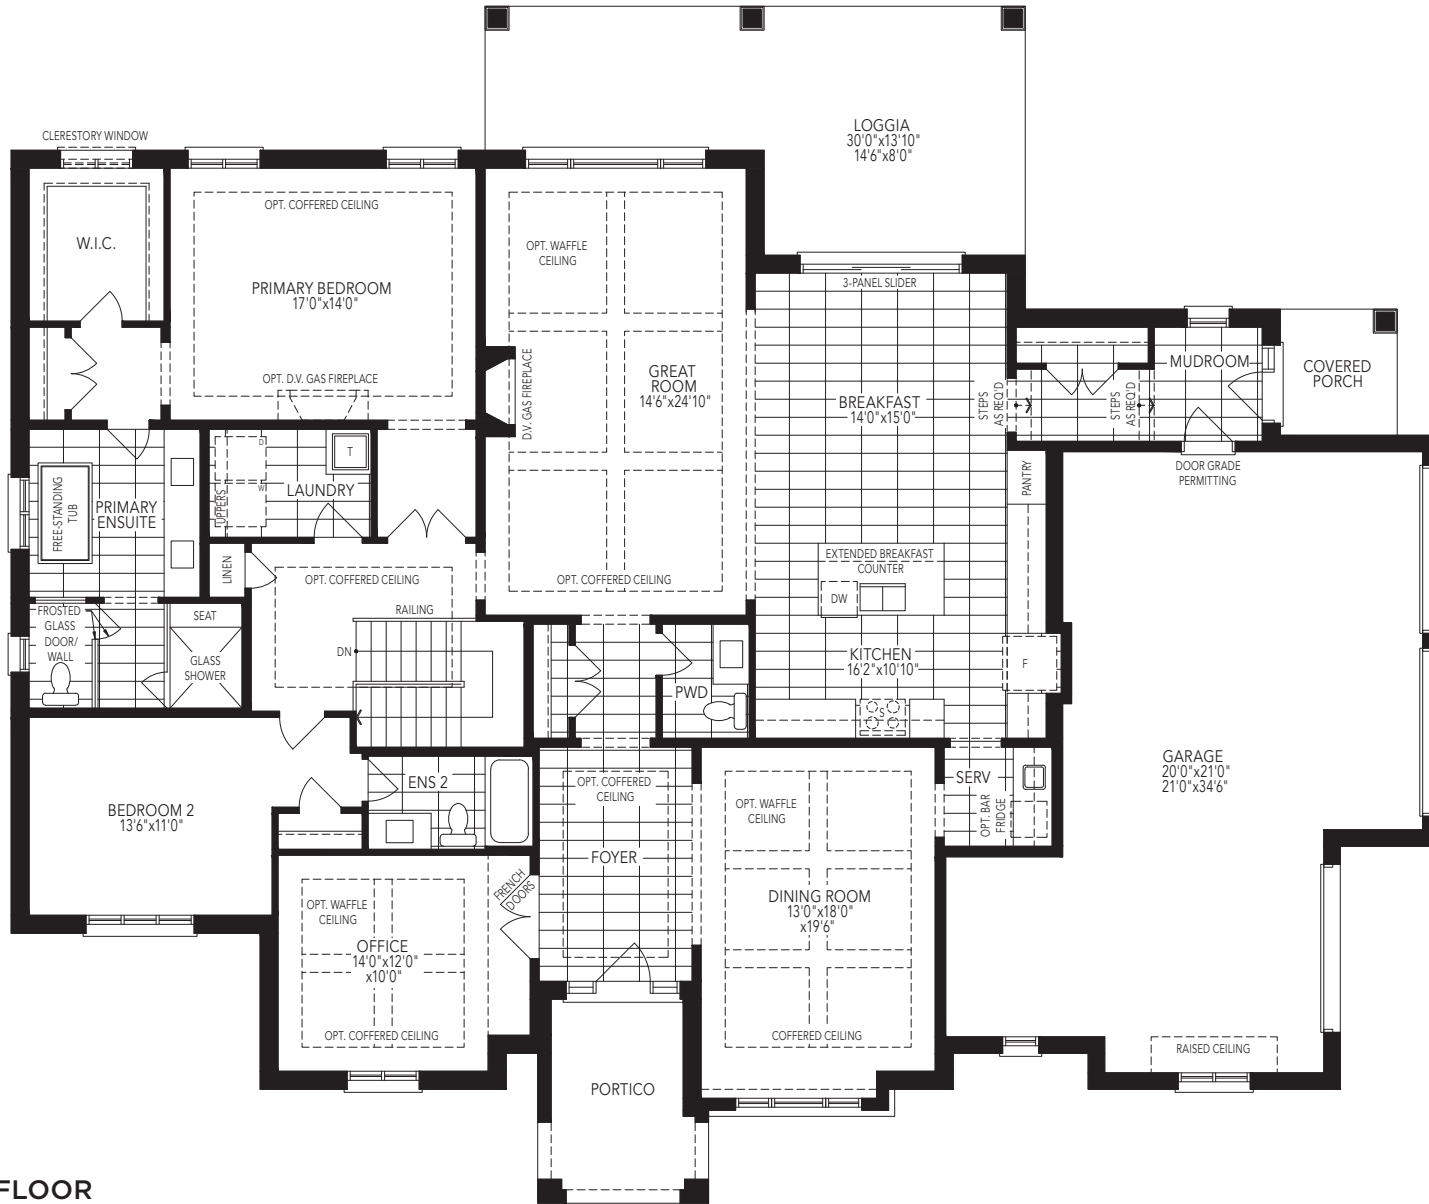 LOGGIA
30'0"x13'10"
14'6"x8'0"
CLERESTORY WINDOW
W.I.C.
OPT. COFFERED CEILING
PRIMARY BEDROOM
17'0"x14'0"
OPT. D.V. GAS FIREPLACE
OPT. WAFFLE
CEILING
D.V. GAS FIREPLACE
GREAT
ROOM
14'6"x24'10"
OPT. COFFERED CEILING
3-PANEL SLIDER
BREAKFAST
14'0"x15'0"
STEPS
AS REQ'D
STEPS
AS REQ'D
MUDROOM
COVERED
PORCH
DOOR GRADE
PERMITTING
PANTRY
FREE-STANDING
TUB
PRIMARY
ENSUITE
D
W
UPPERS
LAUNDRY
T
LINEN
OPT. COFFERED CEILING
RAILING
DN
FROSTED
GLASS
DOOR/
WALL
SEAT
GLASS
SHOWER
EXTENDED BREAKFAST
COUNTER
DW
KITCHEN
16'2"x10'10"
F
S
PWD
GARAGE
20'0"x21'0"
21'0"x34'6"
SERV
OPT. BAR
FRIDGE
BEDROOM 2
13'6"x11'0"
ENS 2
OPT. COFFERED
CEILING
FOYER
OPT. WAFFLE
CEILING
DINING ROOM
13'0"x18'0"
x19'6"
COFFERED CEILING
FRENCH
DOORS
OPT. WAFFLE
CEILING
OFFICE
14'0"x12'0"
x10'0"
OPT. COFFERED CEILING
RAISED CEILING
PORTICO
FLOOR